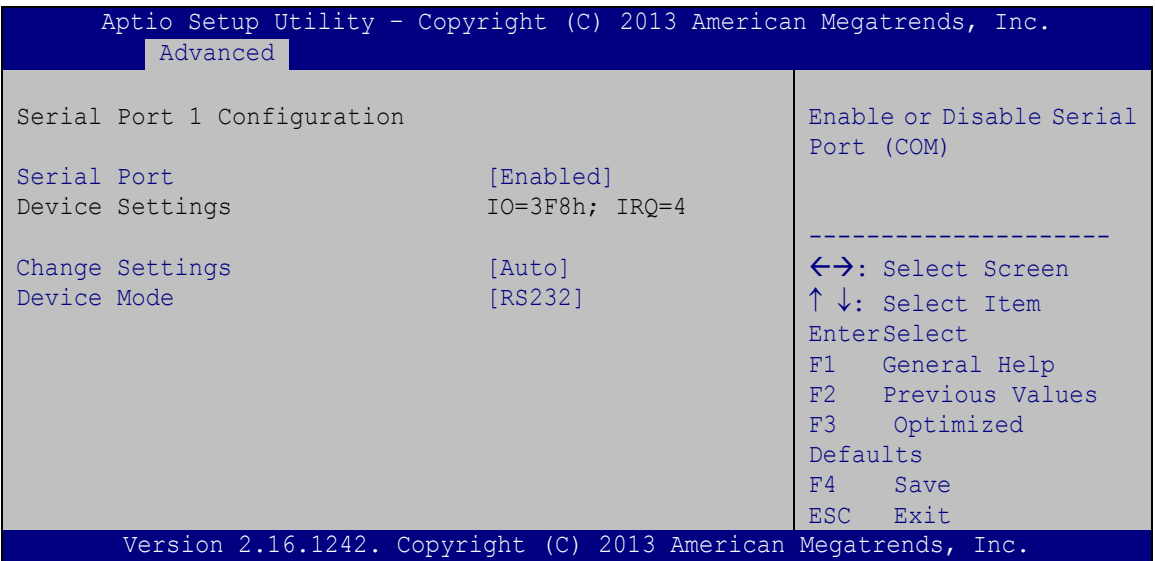 Aptio Setup Utility – Copyright (C) 2013 American Megatrends, Inc.
Advanced
Serial Port 1 Configuration
Serial Port [Enabled]
Device Settings IO=3F8h; IRQ=4
Change Settings [Auto]
Device Mode [RS232]
Enable or Disable Serial
Port (COM)
---------------------
←→: Select Screen
↑ ↓: Select Item
EnterSelect
F1 General Help
F2 Previous Values
F3 Optimized
Defaults
F4 Save
ESC Exit
Version 2.16.1242. Copyright (C) 2013 American Megatrends, Inc.